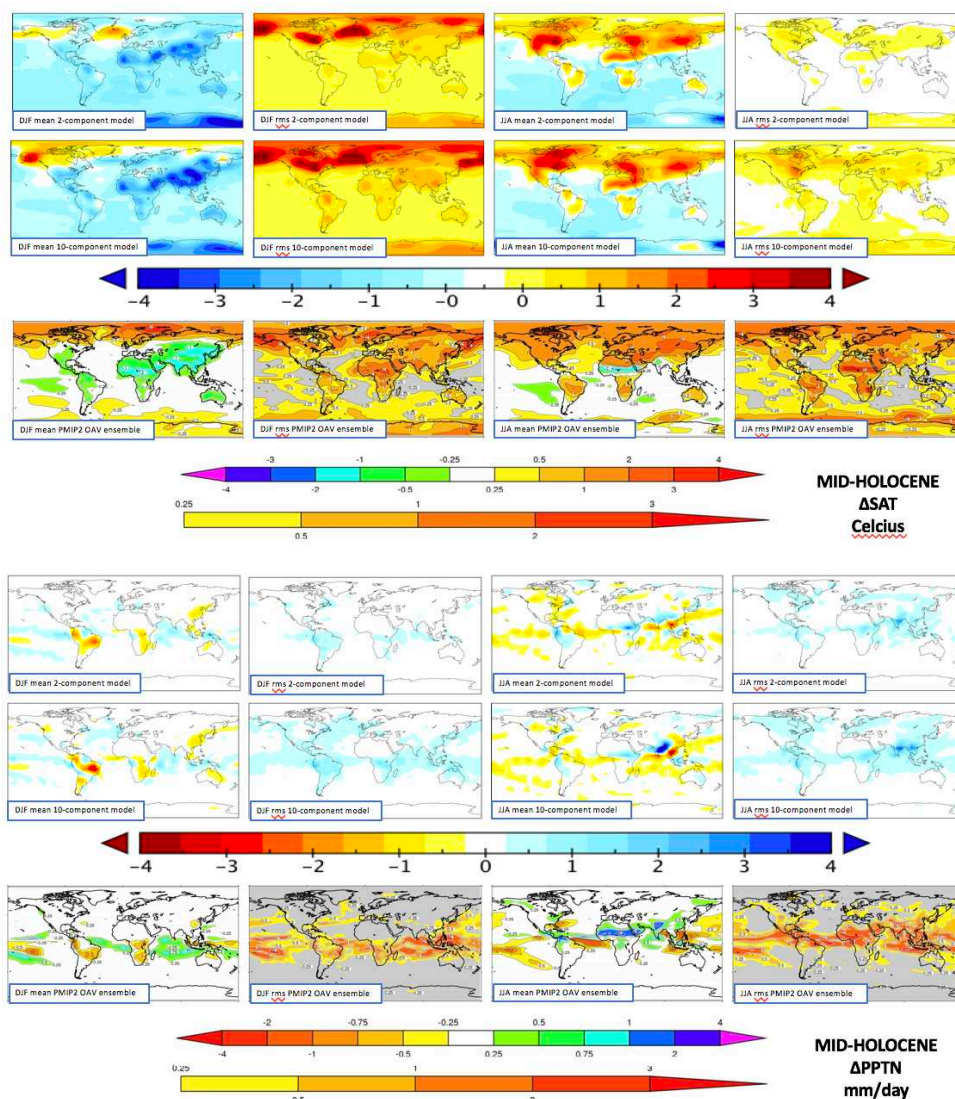 DJF mean 2-component model
DJF rms 2-component model
JJA mean 2-component model
JJA rms 2-component model
DJF mean 10-component model
DJF rms 10-component model
JJA mean 10-component model
JJA rms 10-component model
−4 −3 −2 −1 −0 0 1 2 3 4
DJF mean PMIP2 OAV ensemble
DJF rms PMIP2 OAV ensemble
JJA mean PMIP2 OAV ensemble
JJA rms PMIP2 OAV ensemble
-3 -1 -0.25 0.5 2 4
-4 -2 -0.5 0.25 1 3
0.25 1 3
0.5 2
MID-HOLOCENE
ΔSAT
Celcius
DJF mean 2-component model
DJF rms 2-component model
JJA mean 2-component model
JJA rms 2-component model
DJF mean 10-component model
DJF rms 10-component model
JJA mean 10-component model
JJA rms 10-component model
−4 −3 −2 −1 0 1 2 3 4
DJF mean PMIP2 OAV ensemble
DJF rms PMIP2 OAV ensemble
JJA mean PMIP2 OAV ensemble
JJA rms PMIP2 OAV ensemble
-2 -0.75 -0.25 0.5 1 4
-4 -1 -0.5 0.25 0.75 2
0.25 1 3
MID-HOLOCENE
ΔPPTN
mm/day